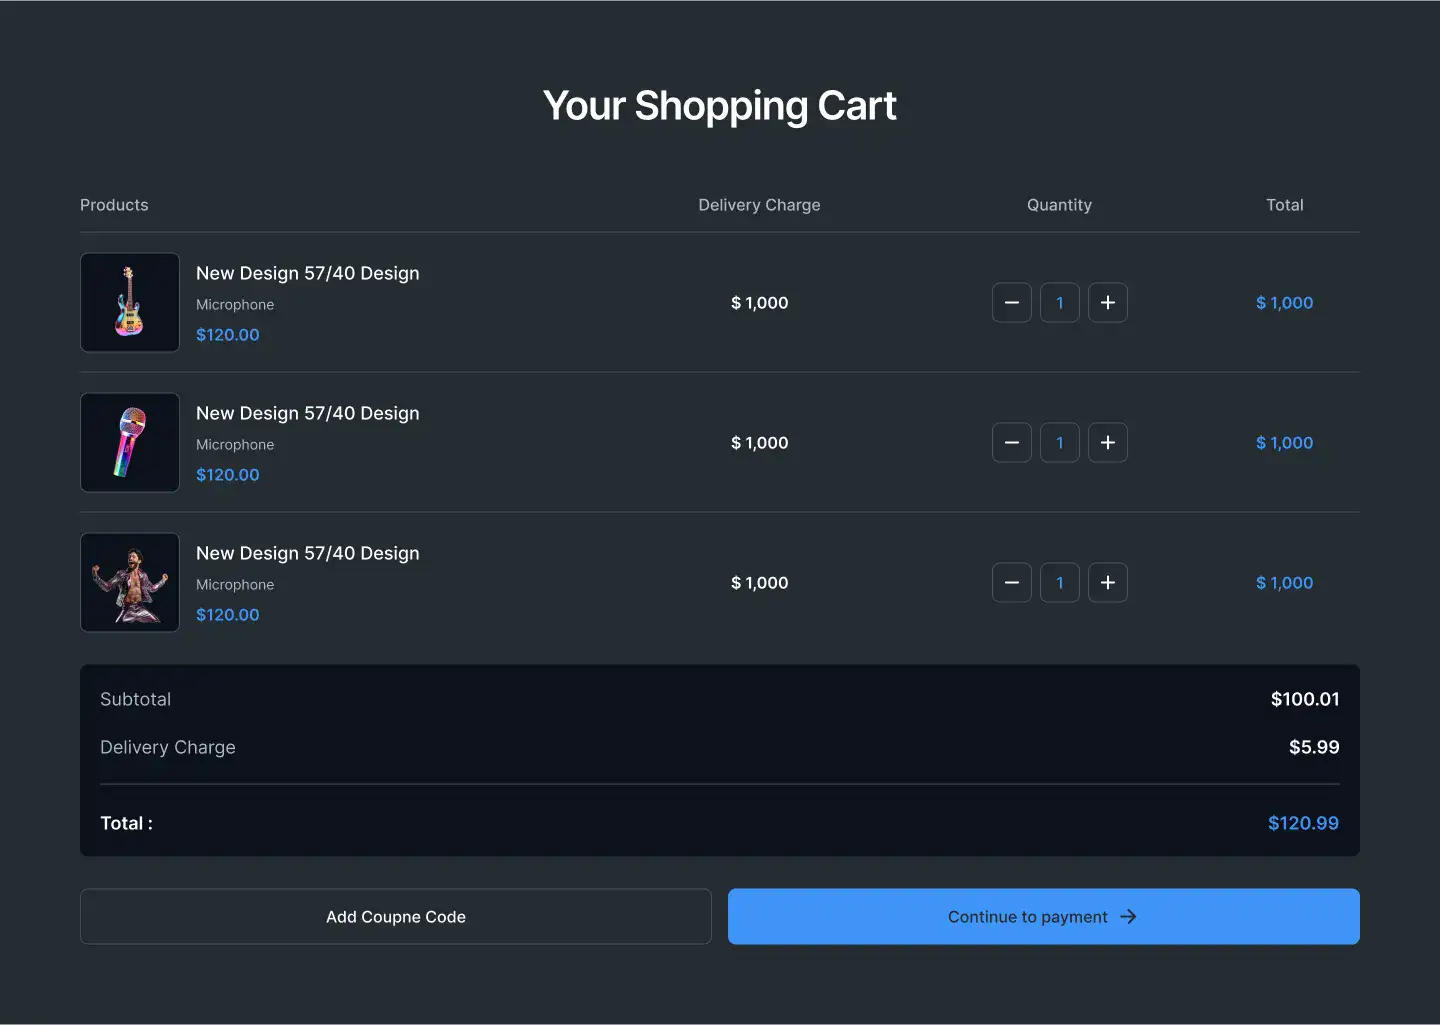 Your Shopping Cart
Products Delivery Charge Quantity Total
New Design 57/40 Design
Microphone
$120.00
$ 1,000 1 $ 1,000
New Design 57/40 Design
Microphone
$120.00
$ 1,000 1 $ 1,000
New Design 57/40 Design
Microphone
$120.00
$ 1,000 1 $ 1,000
Subtotal $100.01
Delivery Charge $5.99
Total : $120.99
Add Coupne Code
Continue to payment